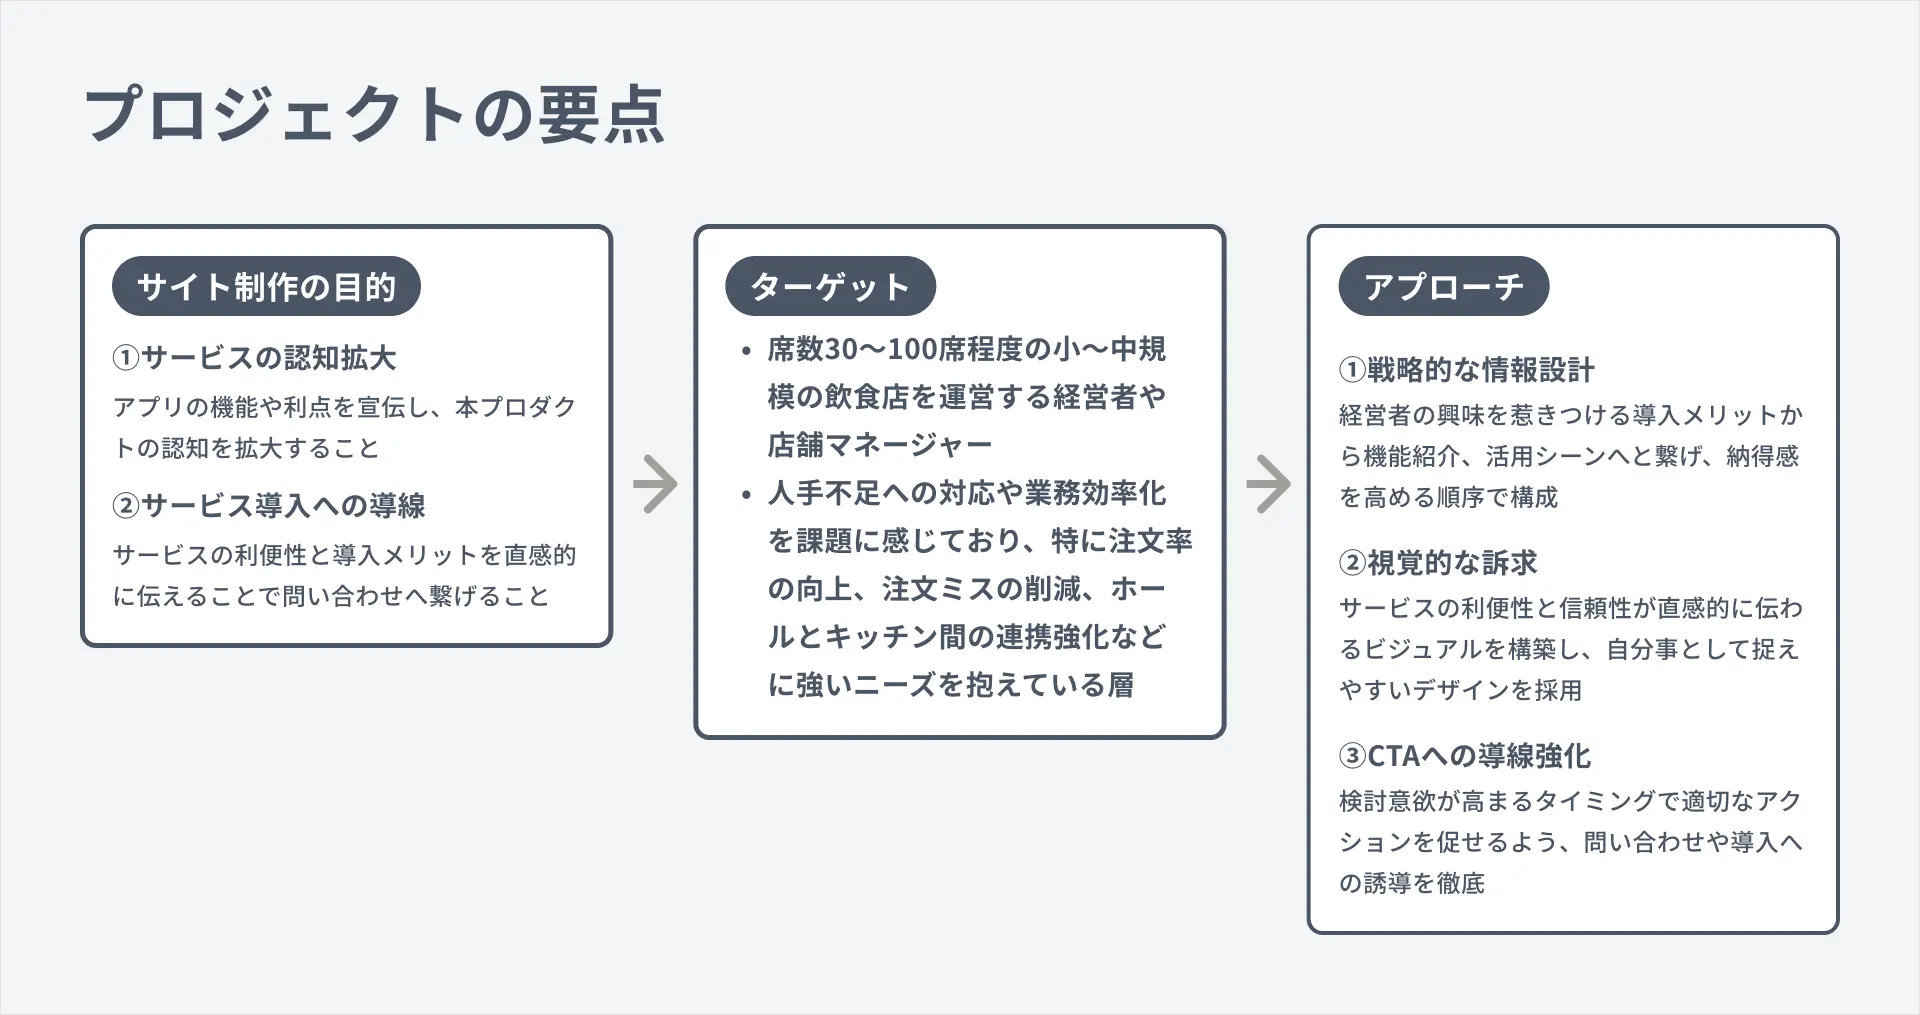 プロジェクトの要点
サイト制作の目的
①サービスの認知拡大
アプリの機能や利点を宣伝し、本プロダク
トの認知を拡大すること
②サービス導入への導線
サービスの利便性と導入メリットを直感的
に伝えることで問い合わせへ繋げること
ターゲット
• 席数30〜100席程度の小〜中規
模の飲食店を運営する経営者や
店舗マネージャー
• 人手不足への対応や業務効率化
を課題に感じており、特に注文率
の向上、注文ミスの削減、ホー
ルとキッチン間の連携強化など
に強いニーズを抱えている層
アプローチ
①戦略的な情報設計
経営者の興味を惹きつける導入メリットか
ら機能紹介、活用シーンへと繋げ、納得感
を高める順序で構成
②視覚的な訴求
サービスの利便性と信頼性が直感的に伝わ
るビジュアルを構築し、自分事として捉え
やすいデザインを採用
③CTAへの導線強化
検討意欲が高まるタイミングで適切なアク
ションを促せるよう、問い合わせや導入へ
の誘導を徹底